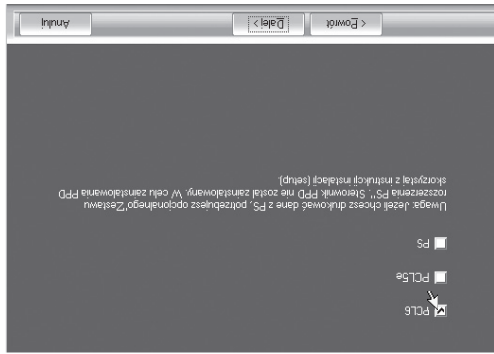 PCL6
PCL5e
PS
Uwaga: Jeżeli chcesz drukować dane z PS, potrzebujesz opcjonalnego"Zestawu
rozszerzenia PS". Sterownik PPD nie został zainstalowany. W celu zainstalowania PPD
skorzystaj z instrukcji instalacji (setup).
< Powrót
Dalej >
Anuluj